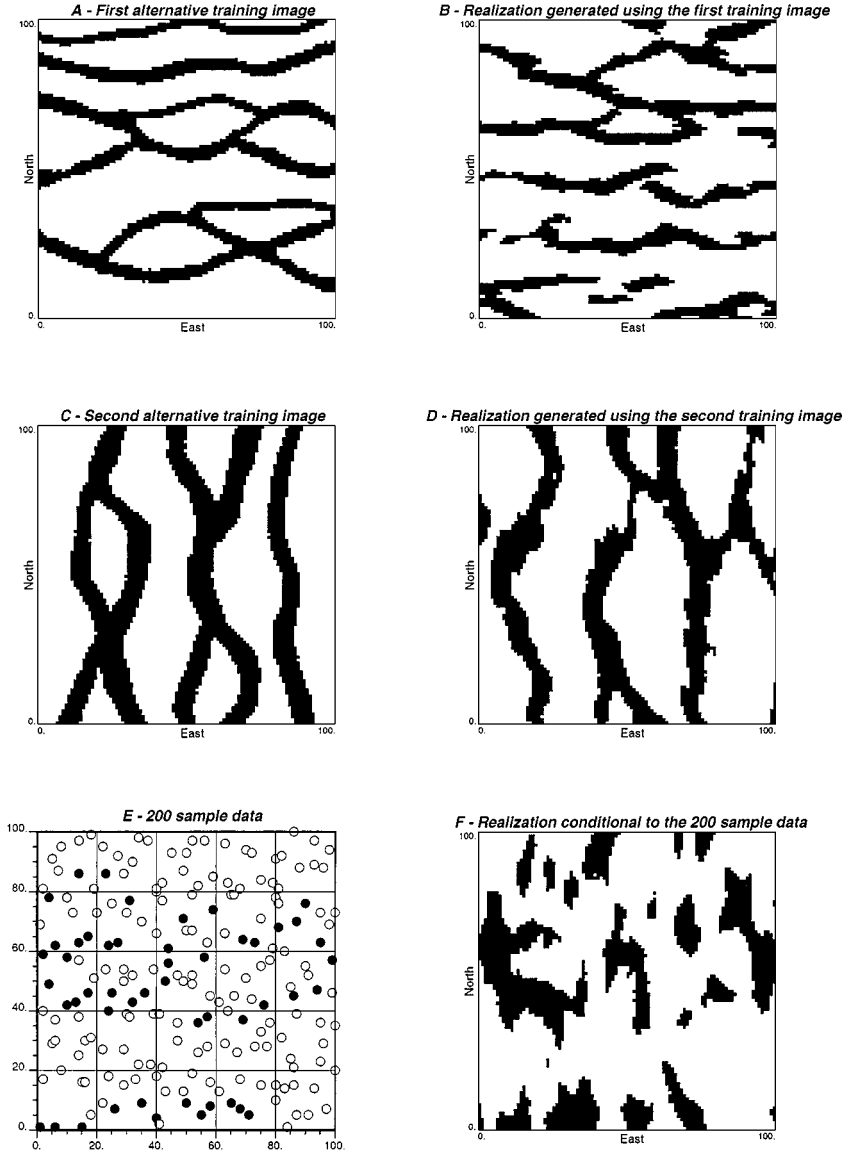 A - First alternative training image
B - Realization generated using the first training image
100.
North
0.
0.
East
100.
100.
North
0.
0.
East
100.
C - Second alternative training image
D - Realization generated using the second training image
100.
North
0.
0.
East
100.
100.
North
0.
0.
East
100.
E - 200 sample data
F - Realization conditional to the 200 sample data
100.
80.
60.
40.
20.
0.
0.
20.
40.
60.
80.
100.
100.
North
0.
0.
East
100.